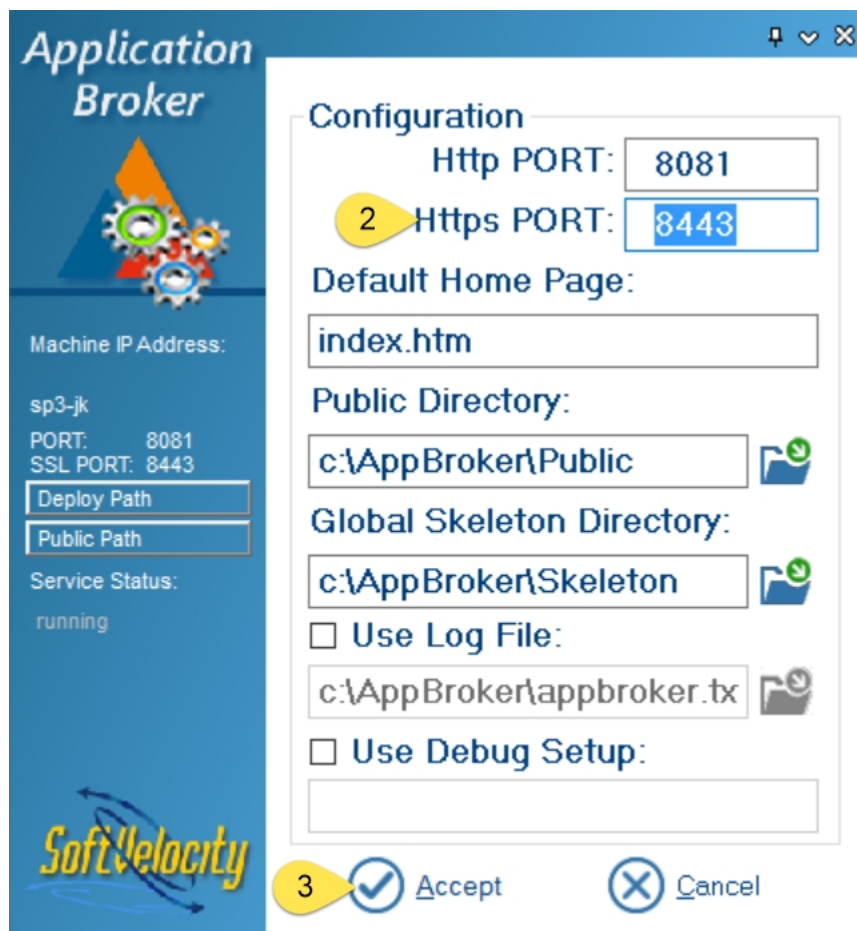 Application
Broker
Machine IP Address:
sp3-jk
PORT: 8081
SSL PORT: 8443
Deploy Path
Public Path
Service Status:
running
SoftVelocity
Configuration
Http PORT: 8081
2 Https PORT: 8443
Default Home Page:
index.htm
Public Directory:
c:\AppBroker\Public
Global Skeleton Directory:
c:\AppBroker\Skeleton
Use Log File:
c:\AppBroker\appbroker.tx
Use Debug Setup:
3 Accept Cancel